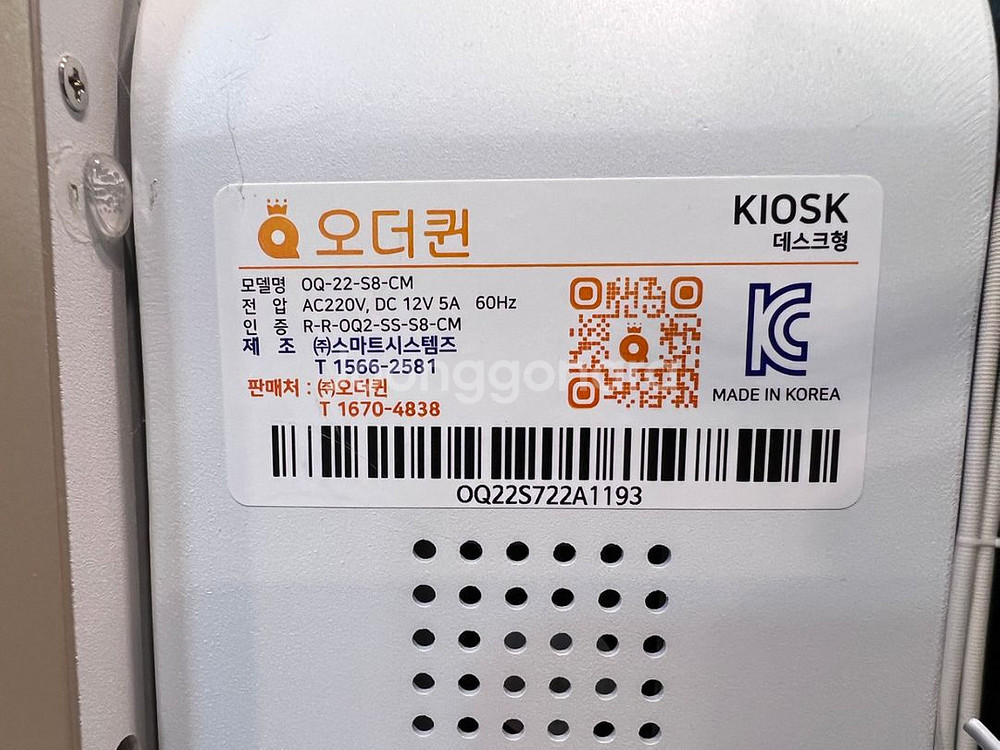 오더퀸
KIOSK
데스크형
모델명 OQ-22-S8-CM
전 압 AC220V, DC 12V 5A 60Hz
인 증 R-R-OQ2-SS-S8-CM
제 조 ㈜스마트시스템즈
T 1566-2581
판매처 : ㈜오더퀸
T 1670-4838
MADE IN KOREA
OQ22S722A1193